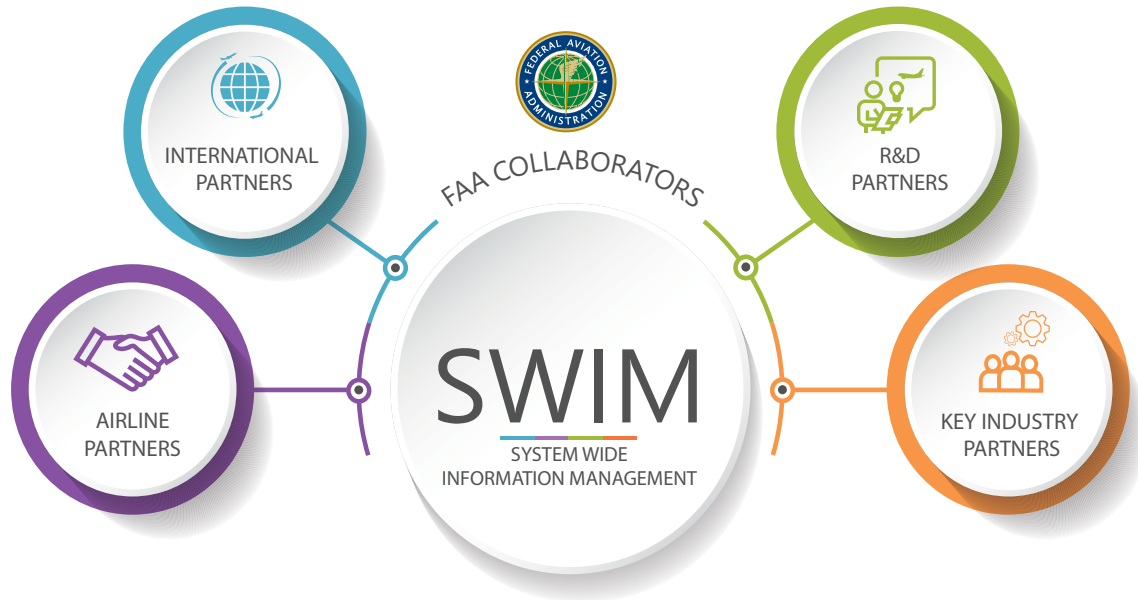 FEDERAL AVIATION
ADMINISTRATION
FAA COLLABORATORS
INTERNATIONAL
PARTNERS
R&D
PARTNERS
AIRLINE
PARTNERS
SWIM
SYSTEM WIDE
INFORMATION MANAGEMENT
KEY INDUSTRY
PARTNERS